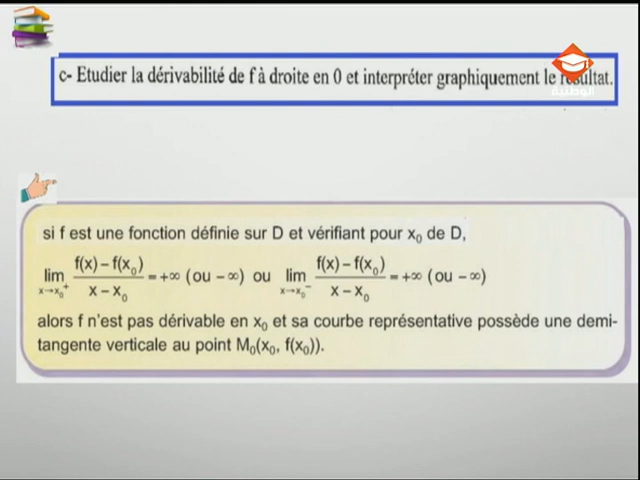 c- Etudier la dérivabilité de f à droite en 0 et interpréter graphiquement le résultat.
الوطنية
si f est une fonction définie sur D et vérifiant pour x₀ de D,
lim x→x₀⁺ (f(x) – f(x₀))/(x – x₀) = +∞ (ou – ∞) ou lim x→x₀⁻ (f(x) – f(x₀))/(x – x₀) = +∞ (ou – ∞)
alors f n'est pas dérivable en x₀ et sa courbe représentative possède une demi-
tangente verticale au point M₀(x₀, f(x₀)).